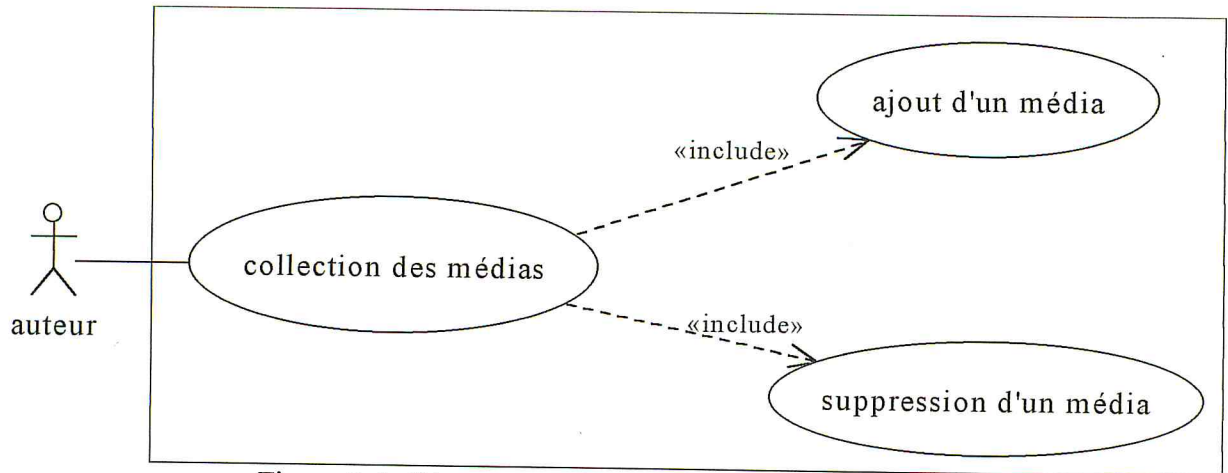 ajout d'un média
«include»
collection des médias
auteur
«include»
suppression d'un média